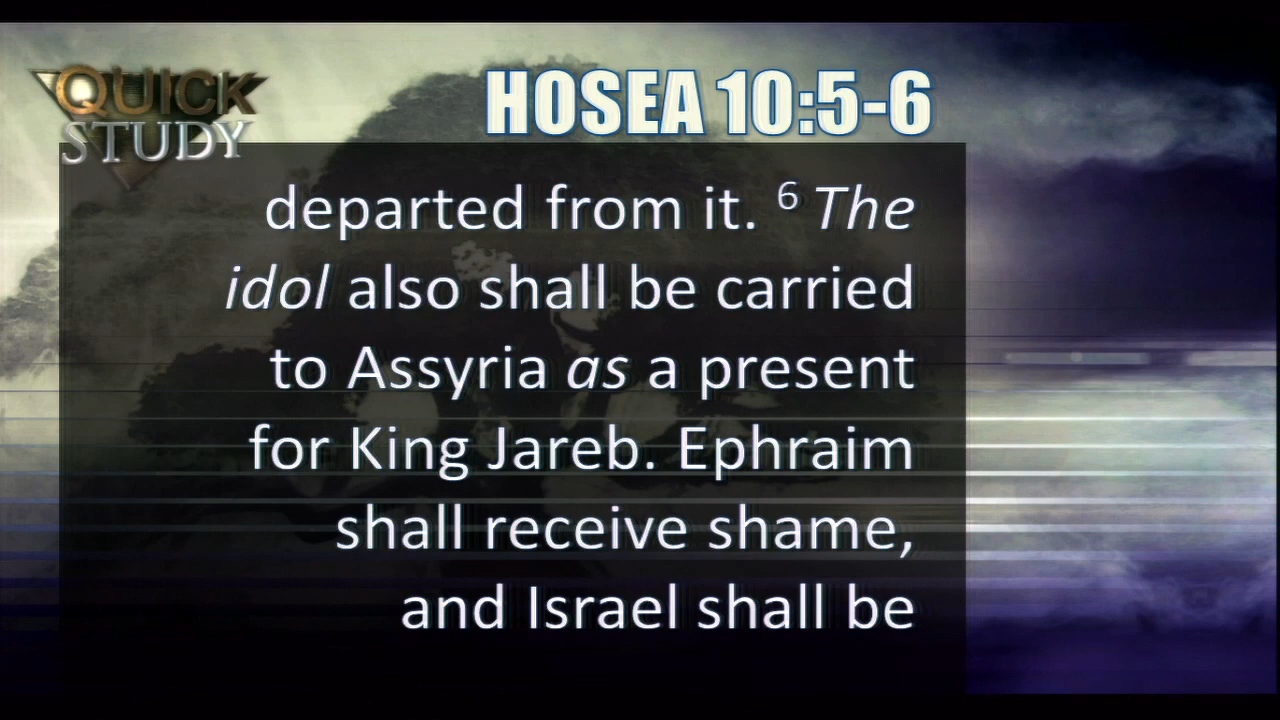 QUICK
STUDY
HOSEA 10:5-6
departed from it. ⁶ The
idol also shall be carried
to Assyria as a present
for King Jareb. Ephraim
shall receive shame,
and Israel shall be